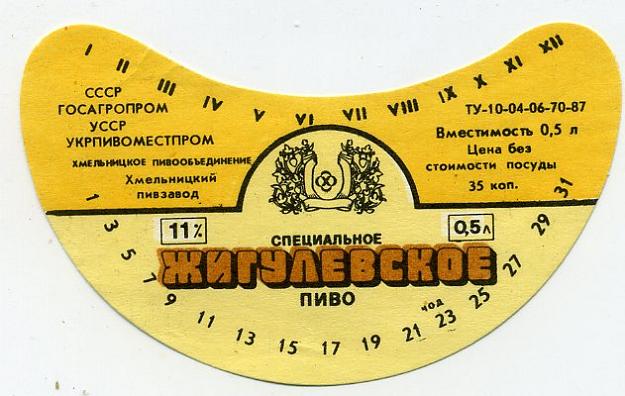 I II III IV V VI VII VIII IX X XI XII
СССР
ГОСАГРОПРОМ
УССР
УКРПИВОМЕСТПРОМ
ХМЕЛЬНИЦКОЕ ПИВООБЪЕДИНЕНИЕ
Хмельницкий
пивзавод
ТУ-10-04-06-70-87
Вместимость 0,5 л
Цена без
стоимости посуды
35 коп.
11%
0,5 л
СПЕЦИАЛЬНОЕ
ЖИГУЛЕВСКОЕ
ПИВО
1 3 5 7 9 11 13 15 17 19 21 23 25 27 29 31